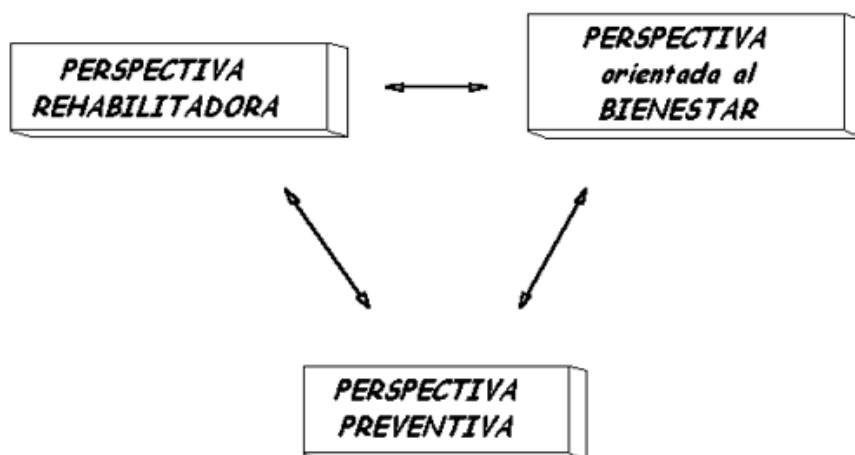 PERSPECTIVA
REHABILITADORA
PERSPECTIVA
orientada al
BIENESTAR
PERSPECTIVA
PREVENTIVA